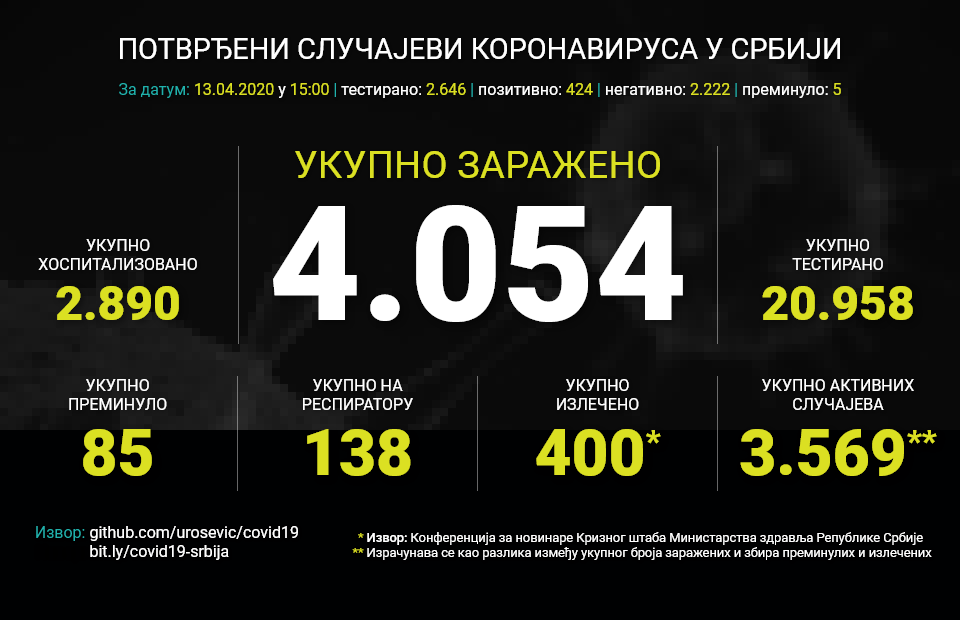 ПОТВРЂЕНИ СЛУЧАЈЕВИ КОРОНАВИРУСА У СРБИЈИ
За датум: 13.04.2020 у 15:00 | тестирано: 2.646 | позитивно: 424 | негативно: 2.222 | преминуло: 5
УКУПНО ЗАРАЖЕНО
4.054
УКУПНО
ХОСПИТАЛИЗОВАНО
2.890
УКУПНО
ТЕСТИРАНО
20.958
УКУПНО
ПРЕМИНУЛО
85
УКУПНО НА
РЕСПИРАТОРУ
138
УКУПНО
ИЗЛЕЧЕНО
400*
УКУПНО АКТИВНИХ
СЛУЧАЈЕВА
3.569**
Извор: github.com/urosevic/covid19
bit.ly/covid19-srbija
* Извор: Конференција за новинаре Кризног штаба Министарства здравља Републике Србије
** Израчунава се као разлика између укупног броја заражених и збира преминулих и излечених